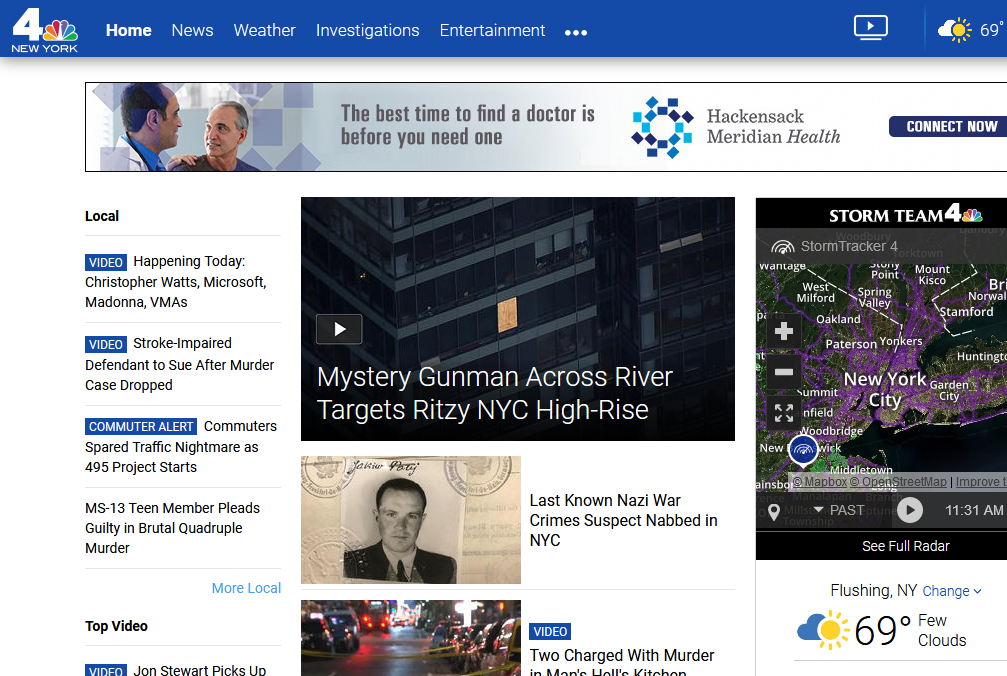 4
NEW YORK
Home
News
Weather
Investigations
Entertainment
69°
The best time to find a doctor is
before you need one
Hackensack
Meridian Health
CONNECT NOW
Local
VIDEO Happening Today:
Christopher Watts, Microsoft,
Madonna, VMAs
VIDEO Stroke-Impaired
Defendant to Sue After Murder
Case Dropped
COMMUTER ALERT Commuters
Spared Traffic Nightmare as
495 Project Starts
MS-13 Teen Member Pleads
Guilty in Brutal Quadruple
Murder
More Local
Top Video
VIDEO Jon Stewart Picks Up
Mystery Gunman Across River
Targets Ritzy NYC High-Rise
Last Known Nazi War
Crimes Suspect Nabbed in
NYC
VIDEO
Two Charged With Murder
in Man's Hell's Kitchen
STORM TEAM 4
StormTracker 4
Woodbury
Danbury
Yorktown
Wantage
Stony
Point
Mount
Kisco
West
Milford
Spring
Valley
Bri
Norwal
Stamford
Oakland
Paterson
Yonkers
Huntingto
New York
City
Garden
City
Summit
nfield
Woodbridge
New
wick
Middletown
© Mapbox © OpenStreetMap | Improve t
Manalapan
Township
PAST
11:31 AM
See Full Radar
Flushing, NY Change
69° Few
Clouds